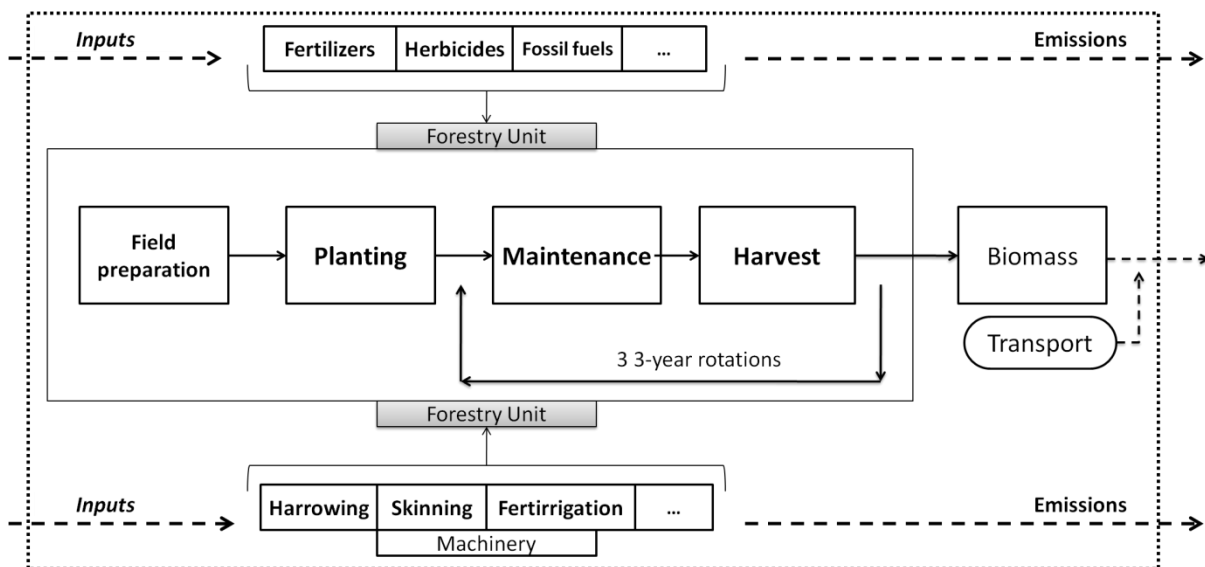 Inputs
Fertilizers Herbicides Fossil fuels ...
Emissions
Forestry Unit
Field
preparation
Planting
Maintenance
Harvest
Biomass
Transport
3 3-year rotations
Forestry Unit
Inputs
Harrowing Skinning Fertirrigation ...
Emissions
Machinery